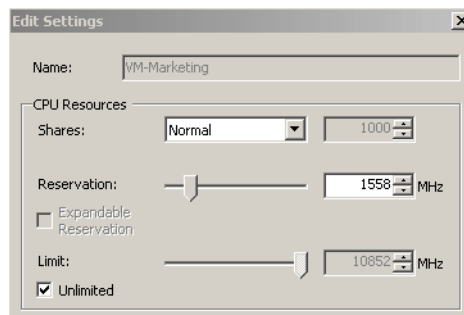 Edit Settings
Name: VM-Marketing
CPU Resources
Shares: Normal 1000
Reservation: 1558 MHz
Expandable
Reservation
Limit: 10852 MHz
Unlimited